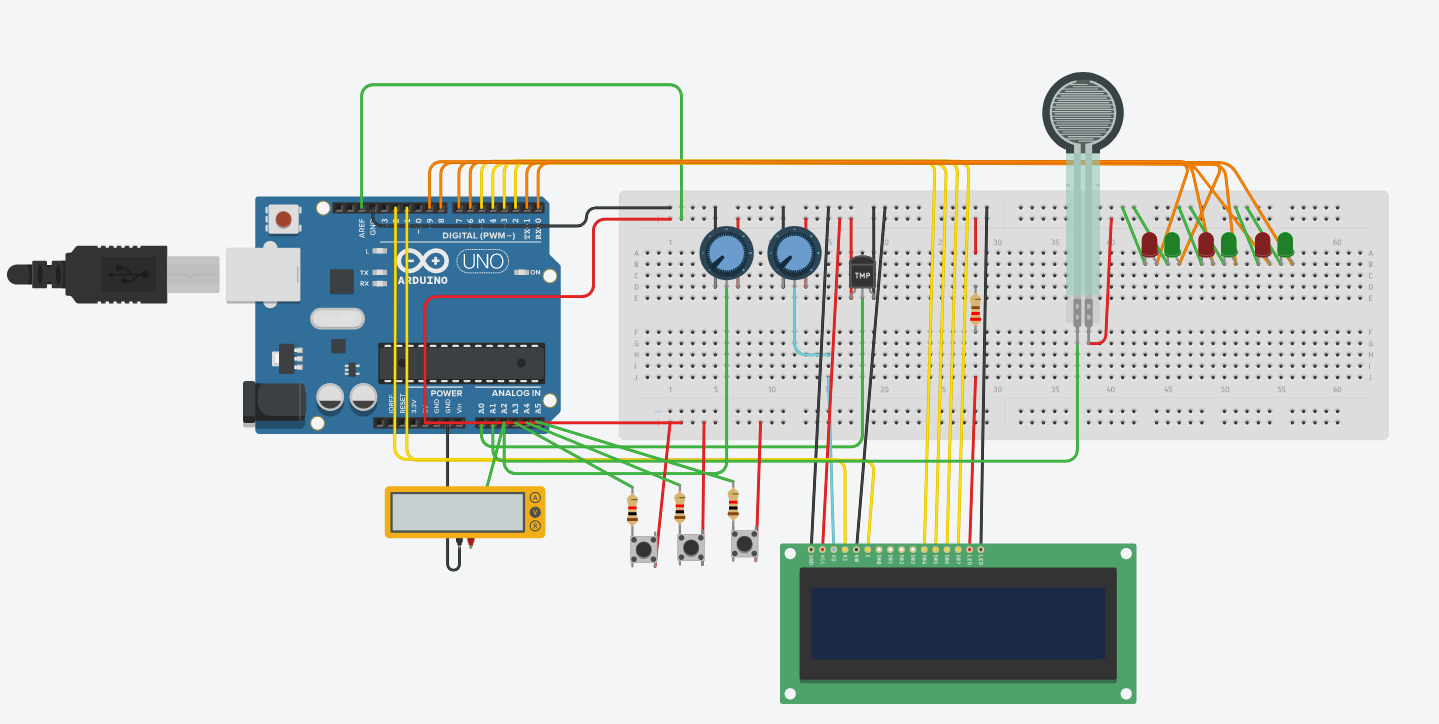 AREF
GND
13
12
~11
~10
~9
8
7
~6
~5
4
~3
2
TX→1
RX←0
DIGITAL (PWM~)
L
TX
RX
UNO
ON
ARDUINO
IOREF
RESET
3.3V
GND
GND
Vin
POWER
ANALOG IN
A0
A1
A2
A3
A4
A5
A
V
R
1
5
10
20
25
30
35
40
45
50
55
60
A
B
C
D
E
F
G
H
I
J
TMP
GND
VCC
V0
RS
RW
E
DB0
DB1
DB2
DB3
DB4
DB5
DB6
DB7
LED
LED